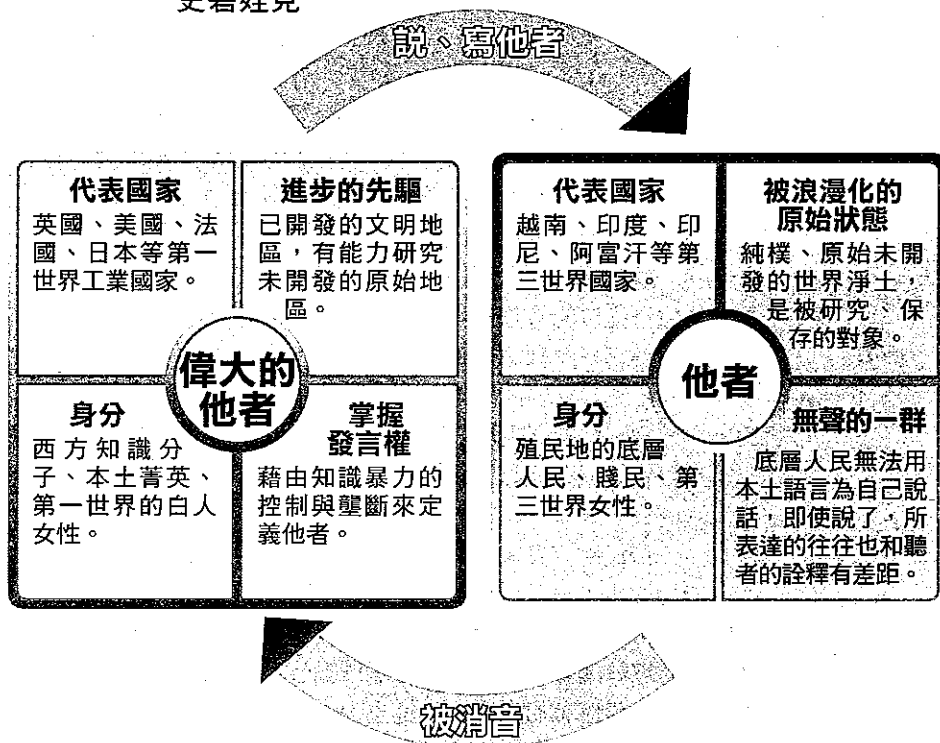 史碧姓克
說、寫他者
代表國家
英國、美國、法
國、日本等第一
世界工業國家。
進步的先驅
已開發的文明地
區，有能力研究
未開發的原始地
區。
偉大的
他者
身分
西方知識分
子、本土菁英、
第一世界的白人
女性。
掌握
發言權
藉由知識暴力的
控制與壟斷來定
義他者。
代表國家
越南、印度、印
尼、阿富汗等第
三世界國家。
被浪漫化的
原始狀態
純樸、原始未開
發的世界淨土，
是被研究、保
存的對象。
他者
身分
殖民地的底層
人民、賤民、第
三世界女性。
無聲的一群
底層人民無法用
本土語言為自己說
話，即使說了，所
表達的往往也和聽
者的詮釋有差距。
被消音